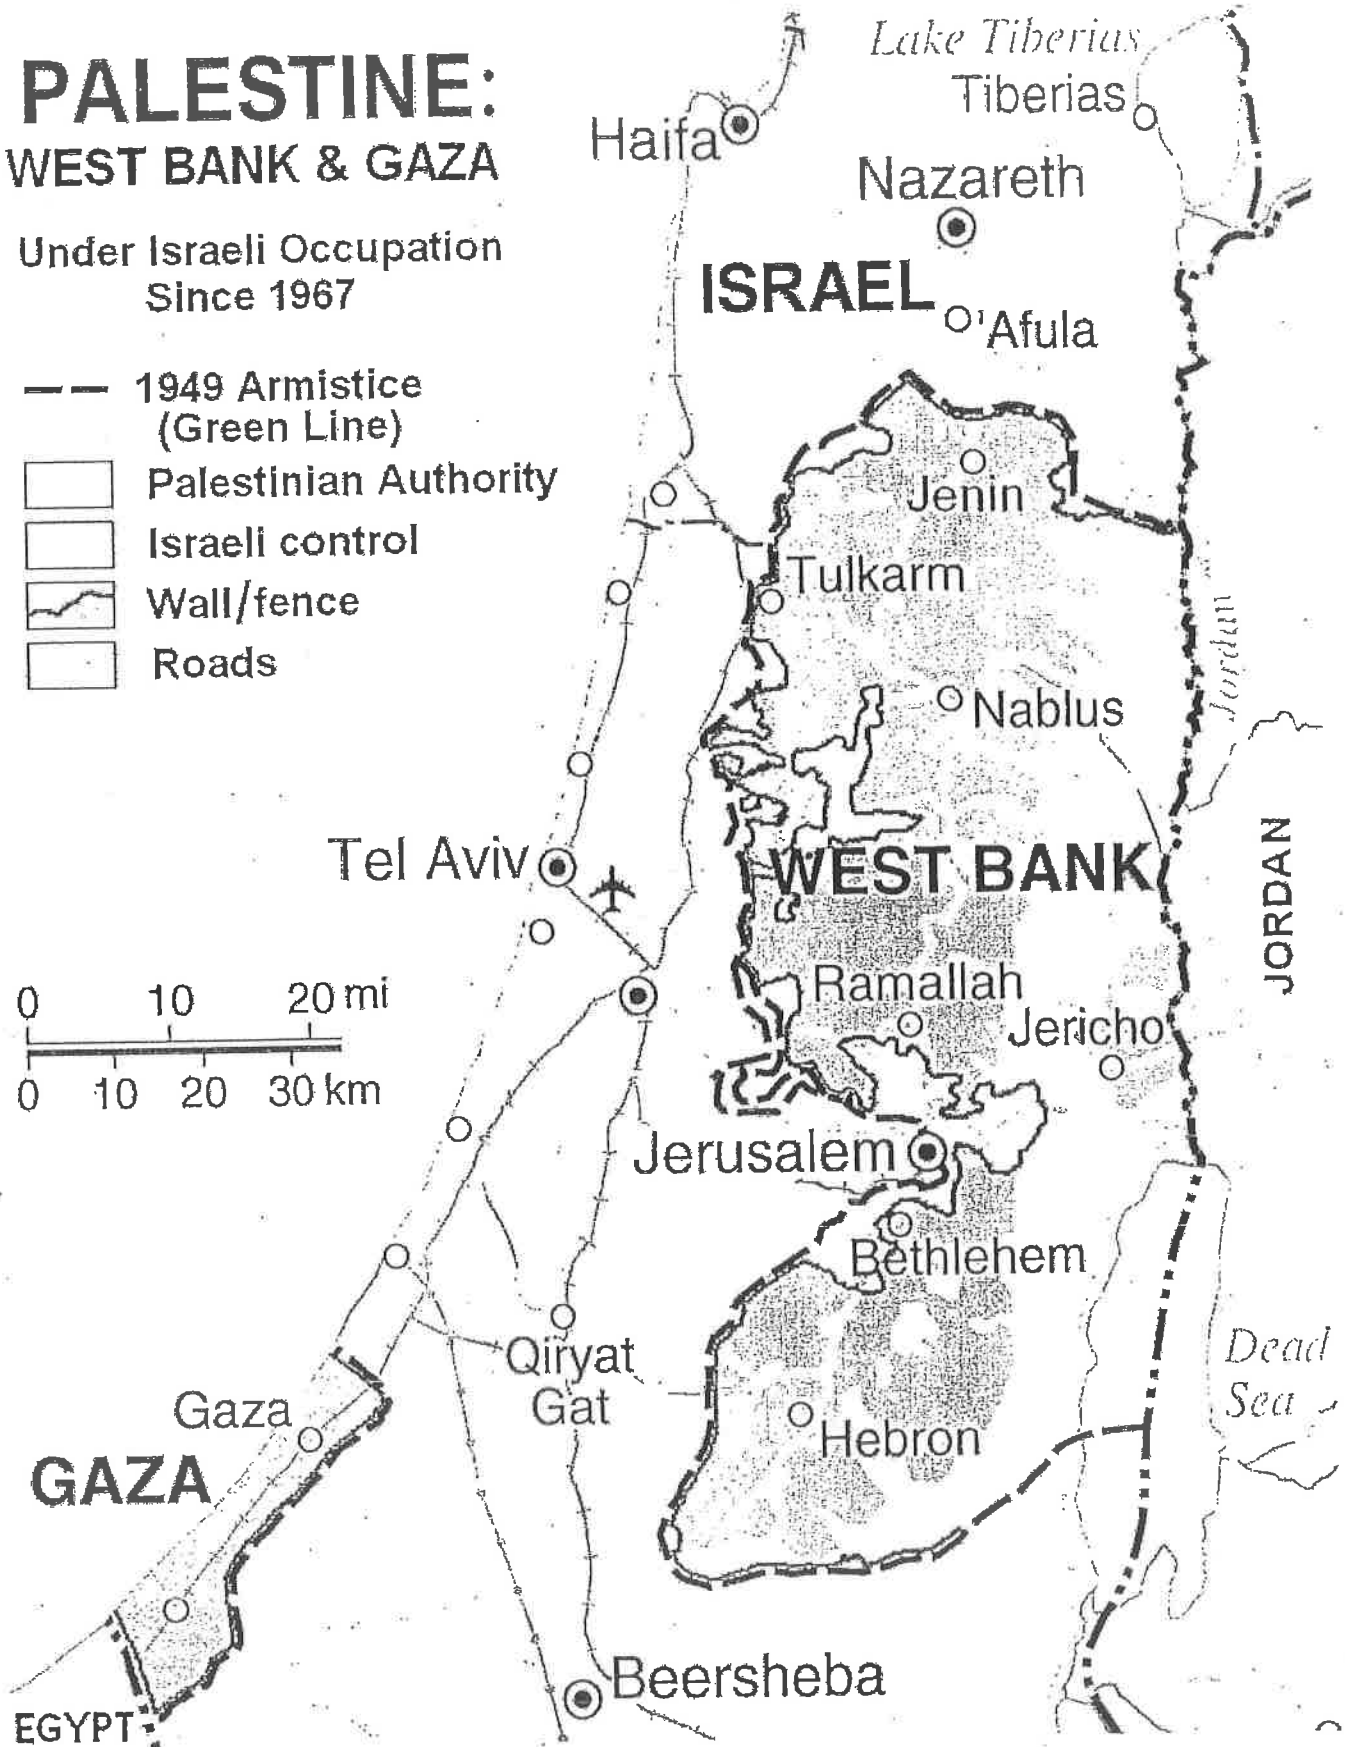 PALESTINE:
WEST BANK & GAZA
Under Israeli Occupation
Since 1967
1949 Armistice
(Green Line)
Palestinian Authority
Israeli control
Wall/fence
Roads
Lake Tiberias
Tiberias
Haifa
Nazareth
ISRAEL
'Afula
Jenin
Tulkarm
Jordan
Nablus
Tel Aviv
WEST BANK
JORDAN
0 10 20 mi
0 10 20 30 km
Ramallah
Jericho
Jerusalem
Bethlehem
Qiryat
Gat
Dead
Sea
Gaza
GAZA
Hebron
Beersheba
EGYPT